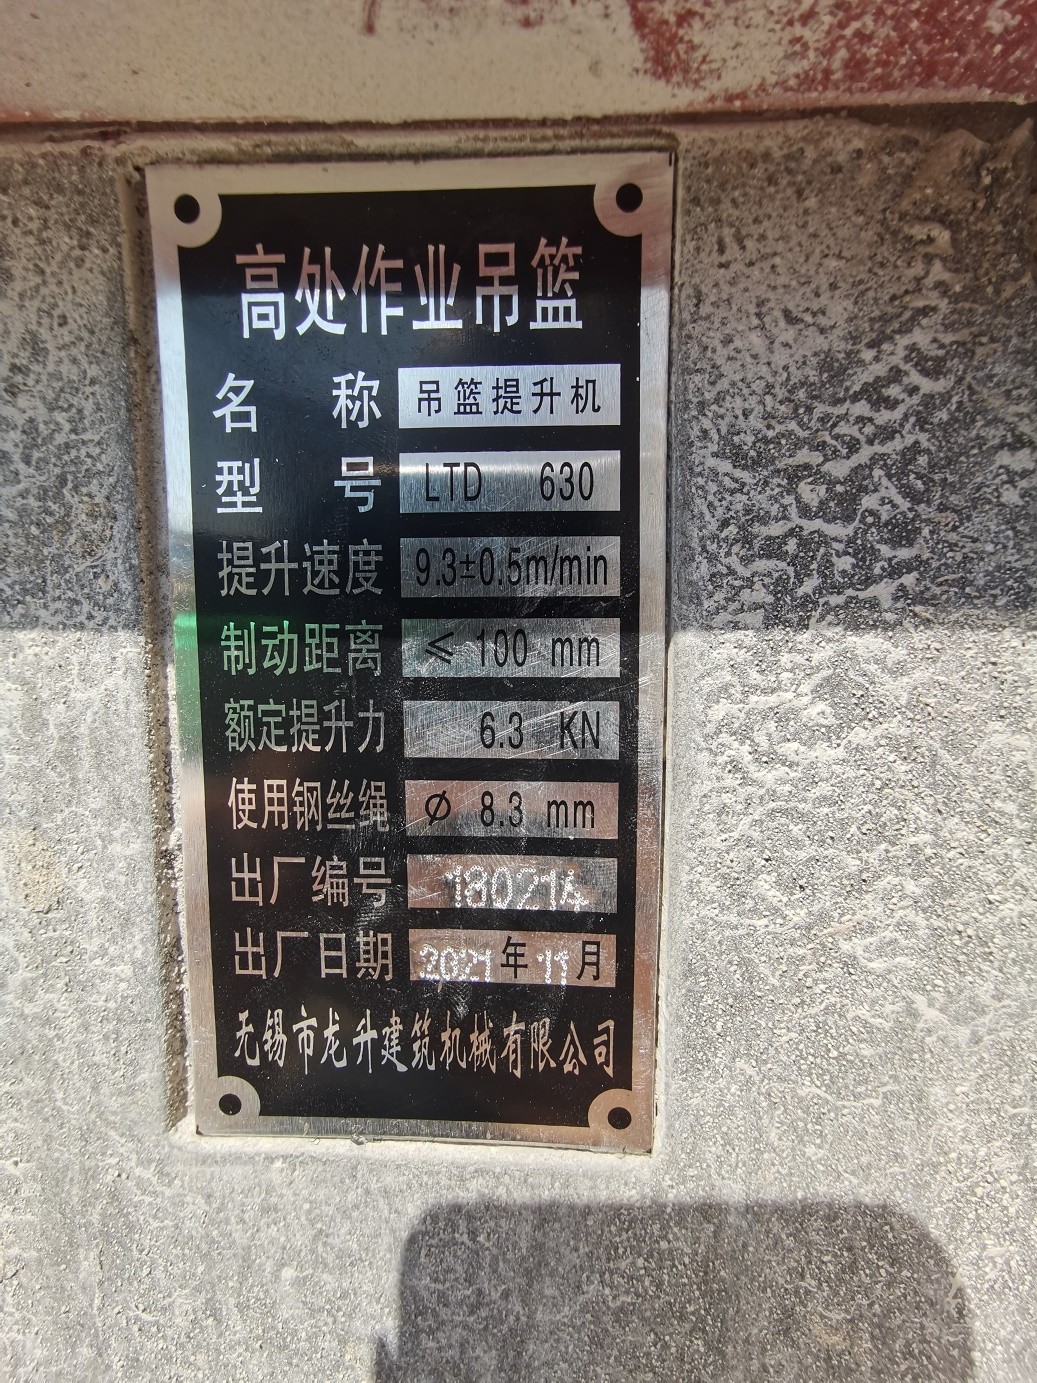 高处作业吊篮
名 称 吊篮提升机
型 号 LTD 630
提升速度 9.3±0.5m/min
制动距离 ≤ 100 mm
额定提升力 6.3 KN
使用钢丝绳 Ø 8.3 mm
出厂编号 180214
出厂日期 2021年11月
无锡市龙升建筑机械有限公司